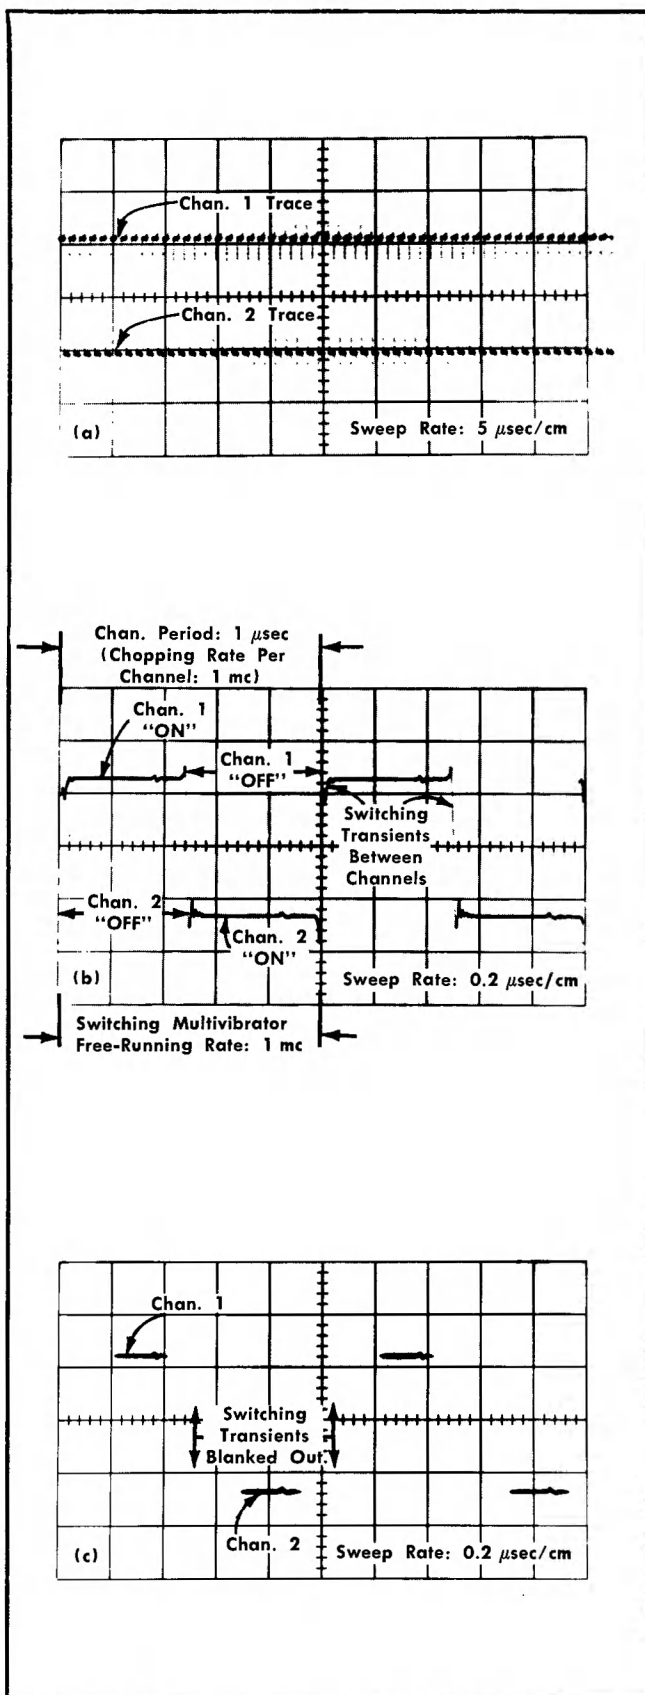 Chan. 1 Trace
Chan. 2 Trace
(a)
Sweep Rate: 5 μsec/cm
Chan. Period: 1 μsec
(Chopping Rate Per
Channel: 1 mc)
Chan. 1
"ON"
Chan. 1
"OFF"
Switching
Transients
Between
Channels
Chan. 2
"OFF"
Chan. 2
"ON"
(b)
Sweep Rate: 0.2 μsec/cm
Switching Multivibrator
Free-Running Rate: 1 mc
Chan. 1
Switching
Transients
Blanked Out
Chan. 2
(c)
Sweep Rate: 0.2 μsec/cm